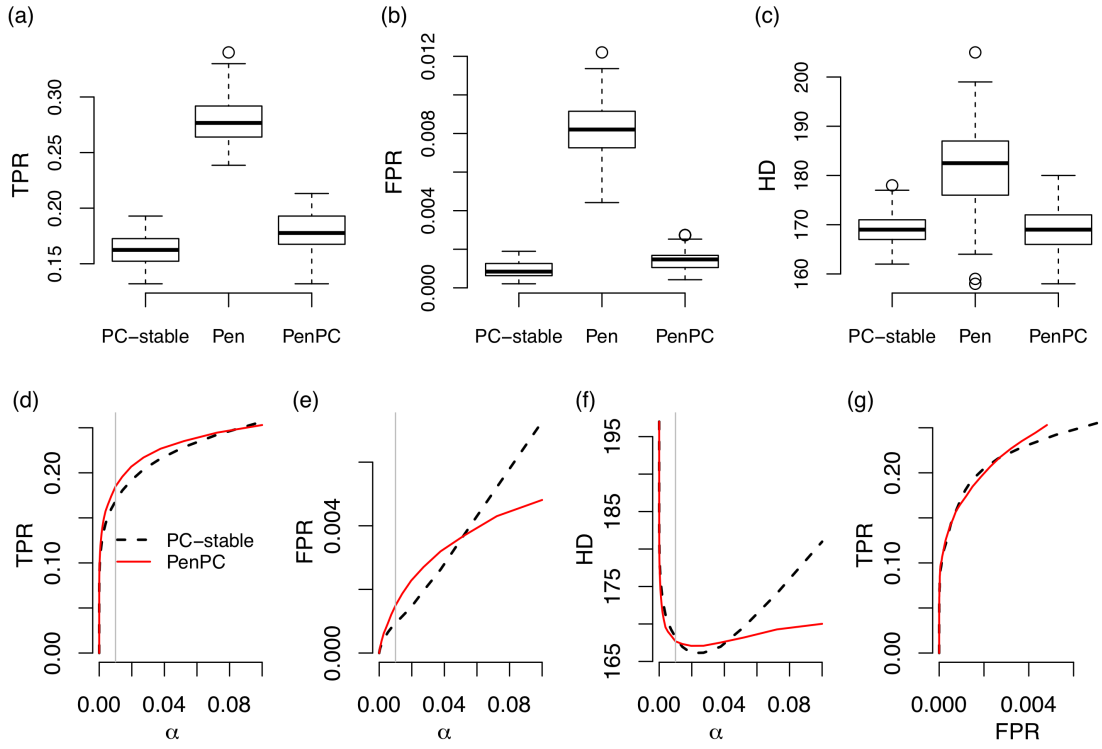 (a)
TPR
0.15 0.20 0.25 0.30
PC−stable Pen PenPC
(b)
FPR
0.000 0.004 0.008 0.012
PC−stable Pen PenPC
(c)
HD
160 170 180 190 200
PC−stable Pen PenPC
(d)
TPR
0.00 0.10 0.20
PC−stable
PenPC
0.00 0.04 0.08
α
(e)
FPR
0.000 0.004
0.00 0.04 0.08
α
(f)
HD
165 175 185 195
0.00 0.04 0.08
α
(g)
TPR
0.00 0.10 0.20
0.000 0.004
FPR